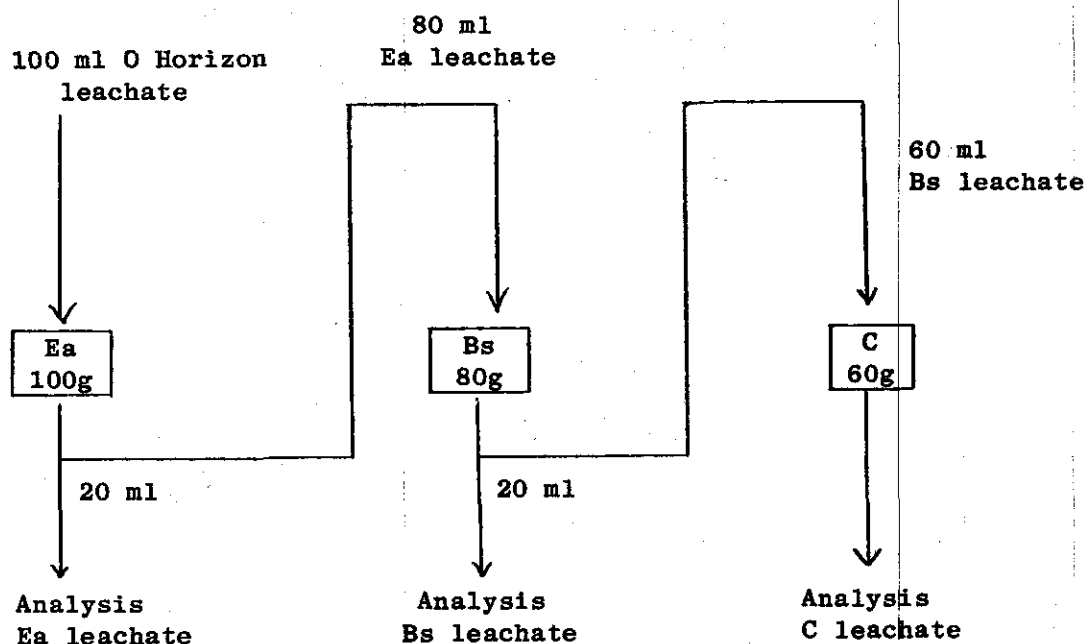 100 ml O Horizon
leachate
80 ml
Ea leachate
60 ml
Bs leachate
Ea
100g
Bs
80g
C
60g
20 ml
20 ml
Analysis
Ea leachate
Analysis
Bs leachate
Analysis
C leachate